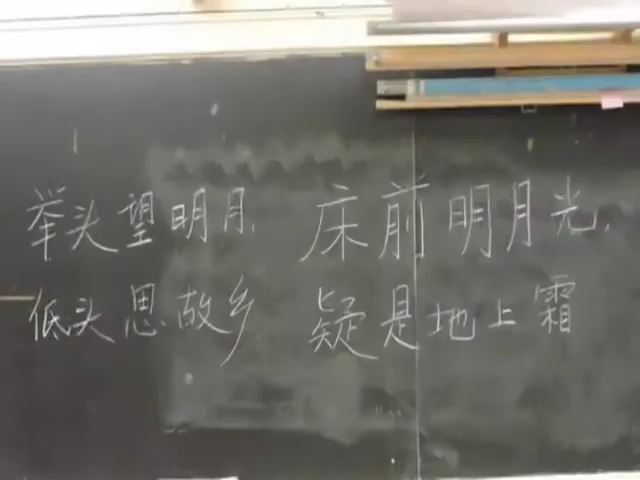 举头望明月,
低头思故乡
床前明月光,
疑是地上霜